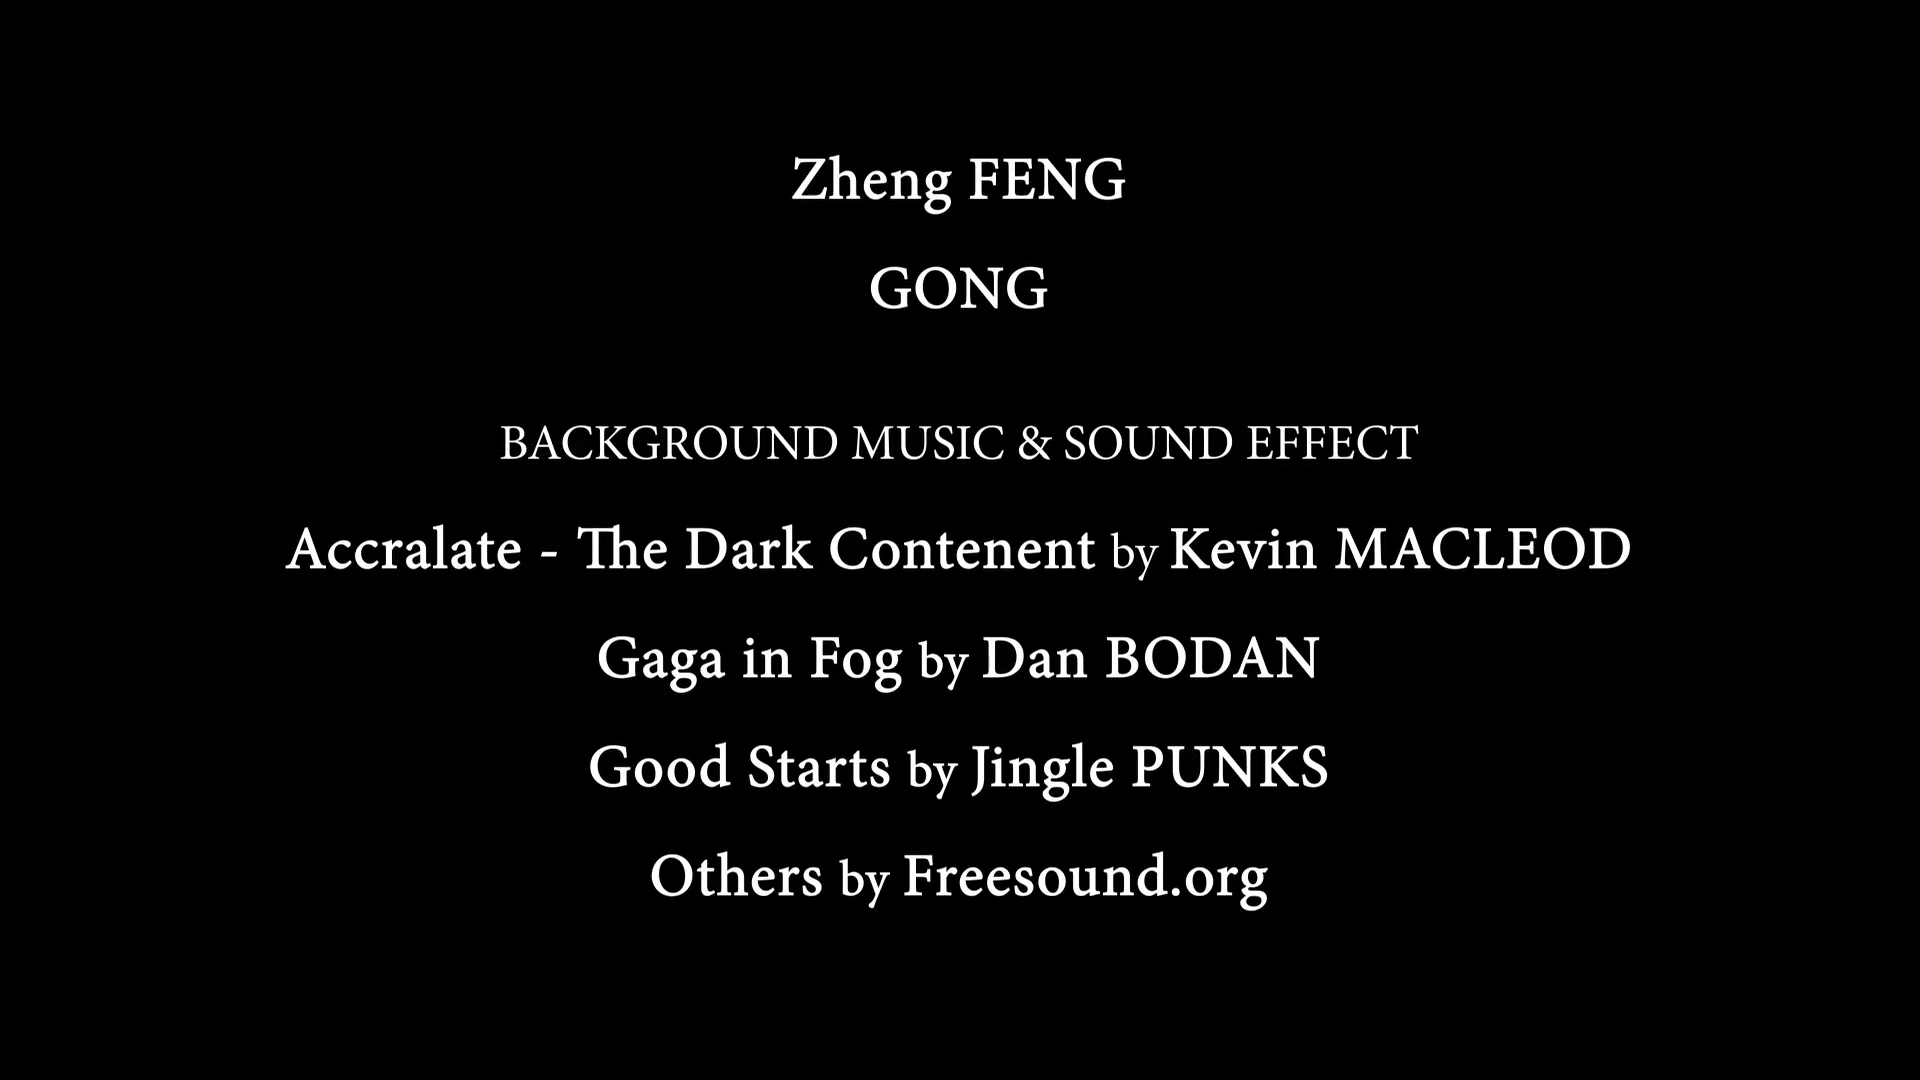 Zheng FENG
GONG
BACKGROUND MUSIC & SOUND EFFECT
Accralate - The Dark Contenent by Kevin MACLEOD
Gaga in Fog by Dan BODAN
Good Starts by Jingle PUNKS
Others by Freesound.org